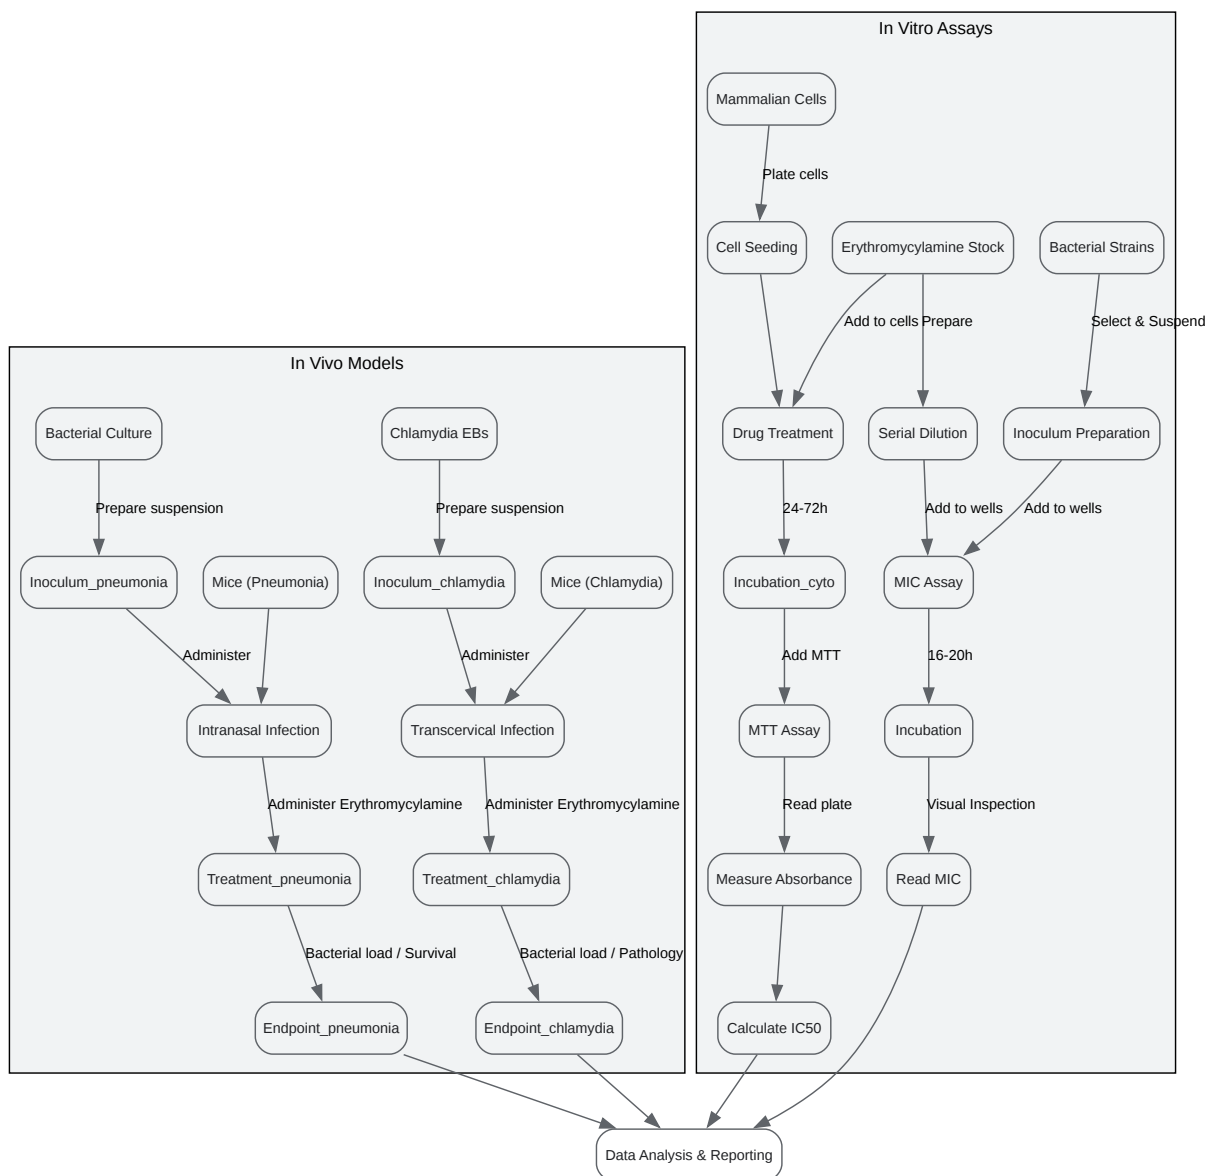 In Vitro Assays
Mammalian Cells
Plate cells
Cell Seeding
Erythromycylamine Stock
Bacterial Strains
Add to cells
Prepare
Select & Suspend
In Vivo Models
Bacterial Culture
Chlamydia EBs
Drug Treatment
Serial Dilution
Inoculum Preparation
Prepare suspension
Prepare suspension
24-72h
Add to wells
Add to wells
Inoculum_pneumonia
Mice (Pneumonia)
Inoculum_chlamydia
Mice (Chlamydia)
Incubation_cyto
MIC Assay
Administer
Administer
Add MTT
16-20h
Intranasal Infection
Transcervical Infection
MTT Assay
Incubation
Administer Erythromycylamine
Administer Erythromycylamine
Read plate
Visual Inspection
Treatment_pneumonia
Treatment_chlamydia
Measure Absorbance
Read MIC
Bacterial load / Survival
Bacterial load / Pathology
Endpoint_pneumonia
Endpoint_chlamydia
Calculate IC50
Data Analysis & Reporting